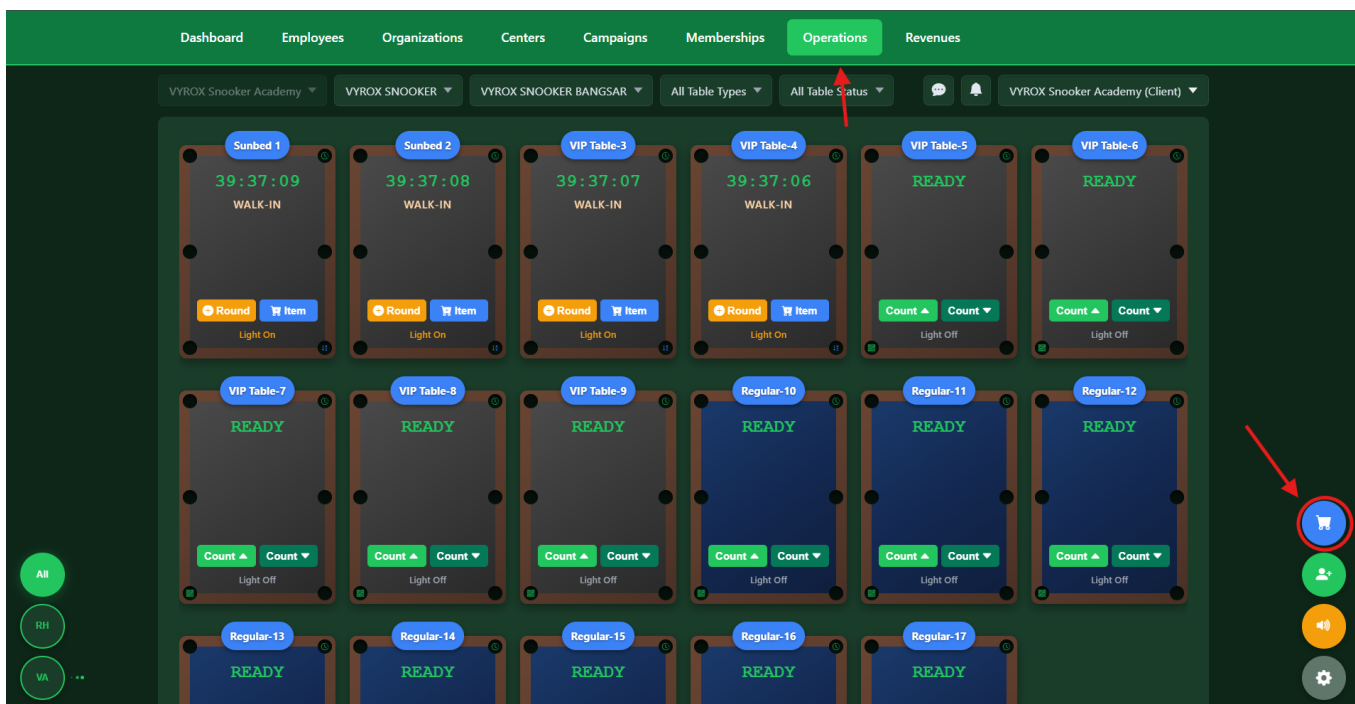 Dashboard Employees Organizations Centers Campaigns Memberships Operations Revenues
VYROX Snooker Academy VYROX SNOOKER VYROX SNOOKER BANGSAR All Table Types All Table Status VYROX Snooker Academy (Client)
Sunbed 1 Sunbed 2 VIP Table-3 VIP Table-4 VIP Table-5 VIP Table-6
39:37:09 39:37:08 39:37:07 39:37:06 READY READY
WALK-IN WALK-IN WALK-IN WALK-IN
Round Item Round Item Round Item Round Item Count Count Count Count
Light On Light On Light On Light On Light Off Light Off
VIP Table-7 VIP Table-8 VIP Table-9 Regular-10 Regular-11 Regular-12
READY READY READY READY READY READY
Count Count Count Count Count Count Count Count Count Count Count Count
Light Off Light Off Light Off Light Off Light Off Light Off
All
RH
Regular-13 Regular-14 Regular-15 Regular-16 Regular-17
READY READY READY READY READY
VA